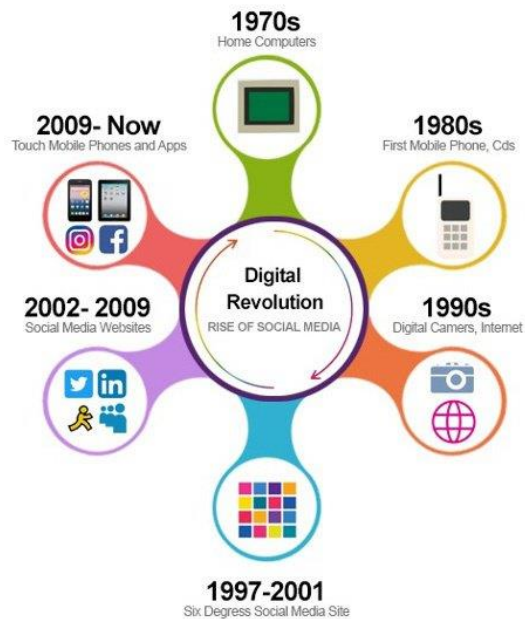 1970s
Home Computers
1980s
First Mobile Phone, Cds
1990s
Digital Camers, Internet
1997-2001
Six Degress Social Media Site
2002- 2009
Social Media Websites
2009- Now
Touch Mobile Phones and Apps
Digital
Revolution
RISE OF SOCIAL MEDIA